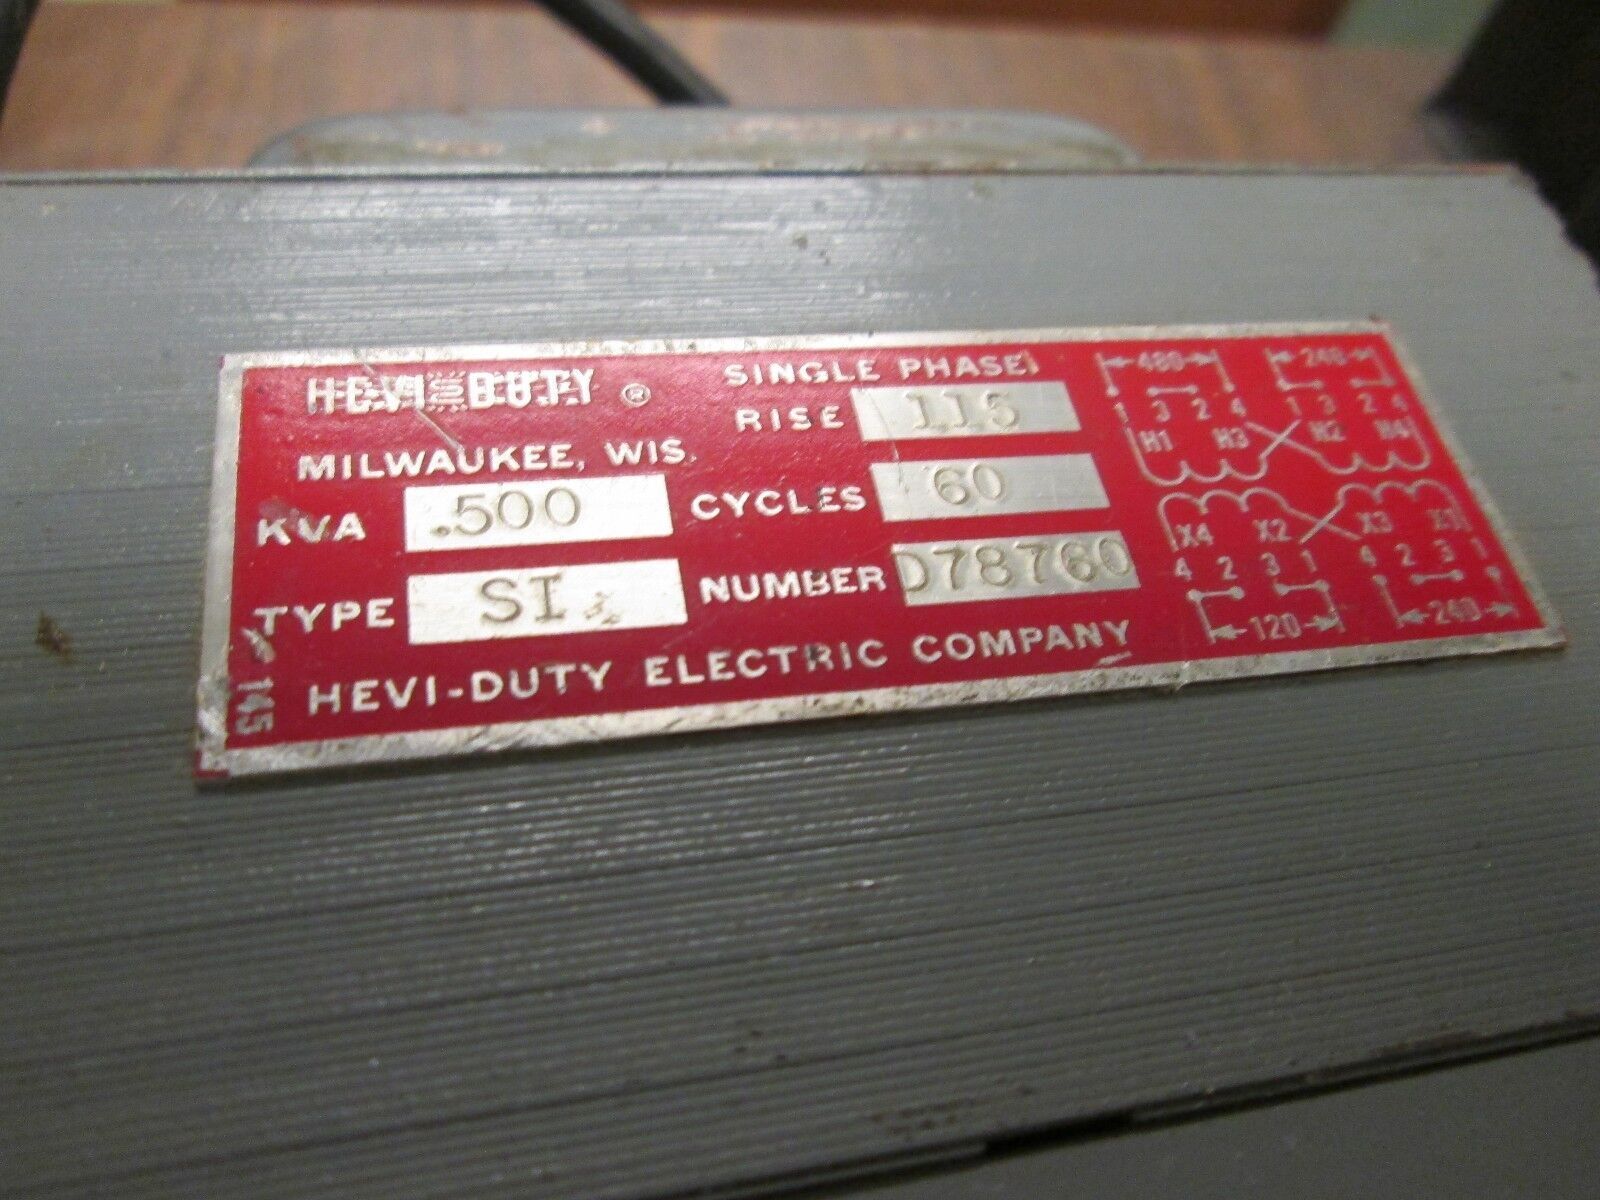 HEVI-DUTY ®
MILWAUKEE, WIS.
KVA .500
TYPE SI
SINGLE PHASE
RISE 115
CYCLES 60
NUMBER D78760
HEVI-DUTY ELECTRIC COMPANY
145
480 240
1 3 2 4 1 3 2 4
H1 H3 H2 H4
X4 X2 X3 X1
4 2 3 1 4 2 3 1
120 240